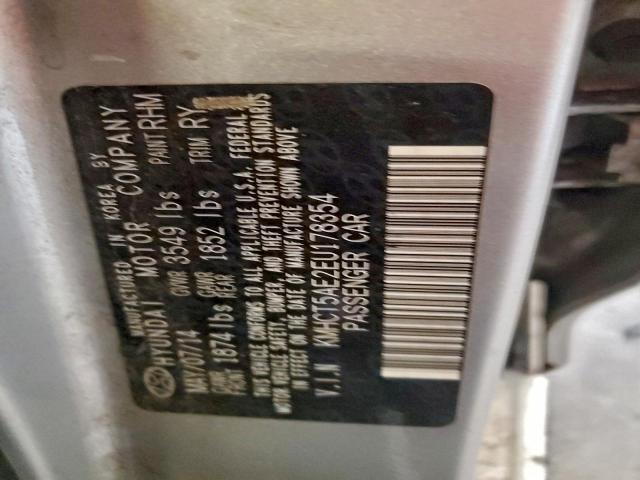 MANUFACTURED IN KOREA BY
HYUNDAI MOTOR COMPANY
MAY/07/14 GVWR 3549 lbs PAINT RHM
GAWR FRONT 1874 lbs GAWR REAR 1852 lbs TRIM RY
THIS VEHICLE CONFORMS TO ALL APPLICABLE U.S.A. FEDERAL
MOTOR VEHICLE SAFETY, BUMPER, AND THEFT PREVENTION STANDARDS
IN EFFECT ON THE DATE OF MANUFACTURE SHOWN ABOVE
V.I.N KMHCT5AE2EU178354
PASSENGER CAR